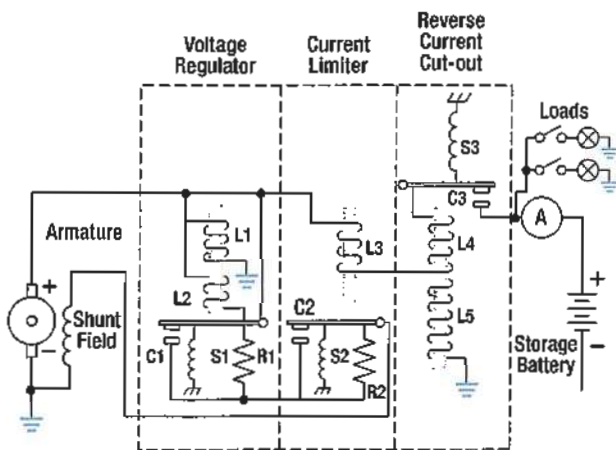 Voltage
Regulator
Current
Limiter
Reverse
Current
Cut-out
Loads
S3
C3
A
Armature
L1
L3
L4
L2
+
Shunt
Field
-
C1
S1
R1
C2
S2
R2
L5
+
Storage
Battery
-